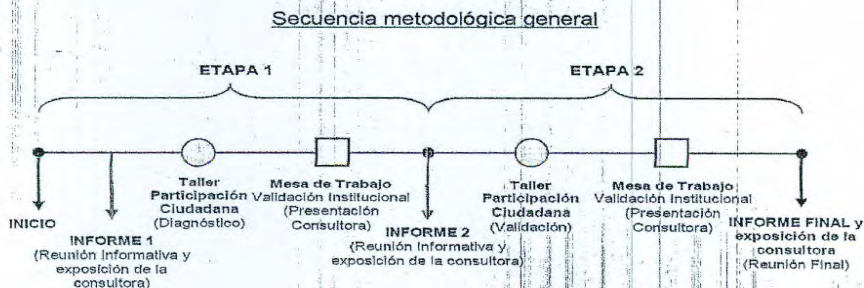 Secuencia metodológica general
ETAPA 1
ETAPA 2
INICIO
INFORME 1
(Reunión Informativa y
exposición de la
consultora)
Taller
Participación
Ciudadana
(Diagnóstico)
Mesa de Trabajo
Validación Institucional
(Presentación
Consultora)
INFORME 2
(Reunión Informativa y
exposición de la consultora)
Taller
Participación
Ciudadana
(Validación)
Mesa de Trabajo
Validación Institucional
(Presentación
Consultora)
INFORME FINAL y
exposición de la
consultora
(Reunión Final)